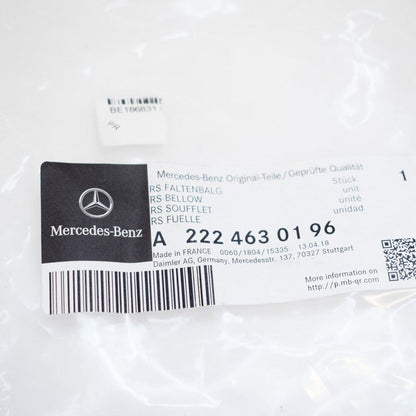 BE186831
P/R
Mercedes-Benz Original-Teile/Geprüfte Qualität
RS FALTENBALG Stück 1
RS BELLOW unit
RS SOUFFLET unité
RS FUELLE unidad
Mercedes-Benz
A 222 463 01 96
Made in FRANCE 0060/1804/15335 13.04.18
Daimler AG, Germany, Mercedesstr. 137, 70327 Stuttgart
More information on
http://p.mb-qr.com